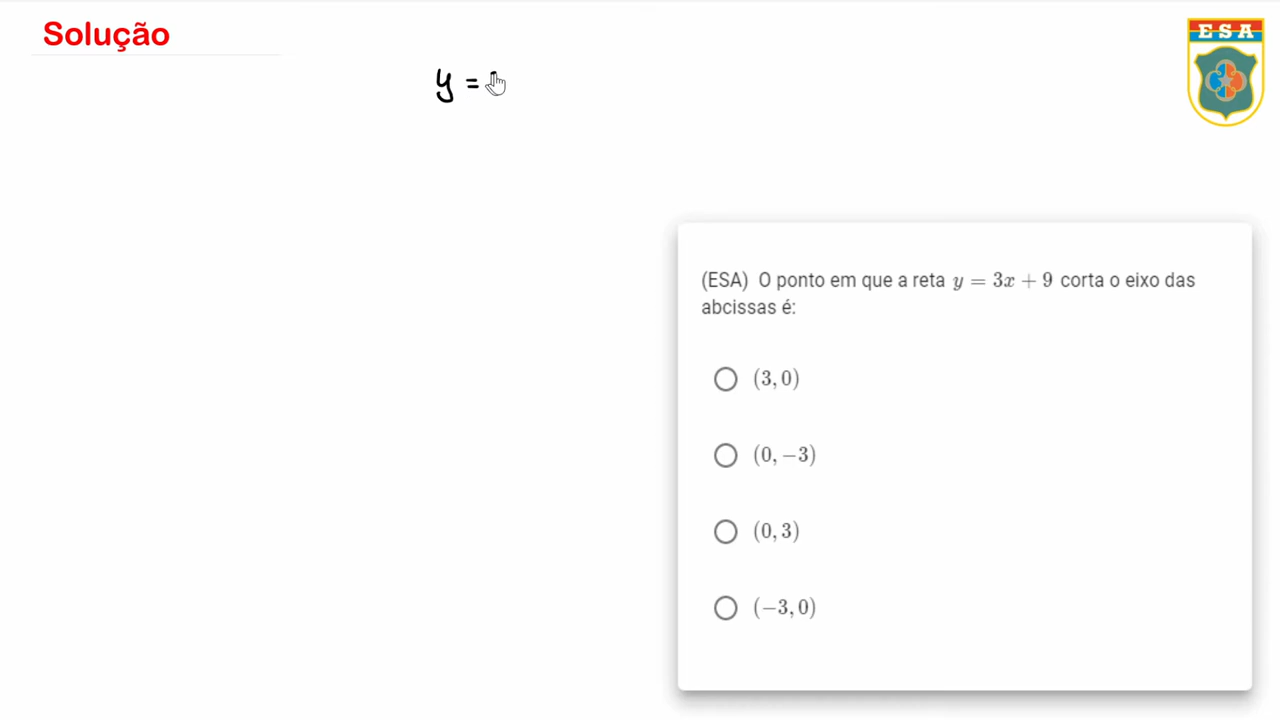 Solução
ESA
y =
(ESA) O ponto em que a reta y = 3x + 9 corta o eixo das
abcissas é:
(3, 0)
(0, −3)
(0, 3)
(−3, 0)